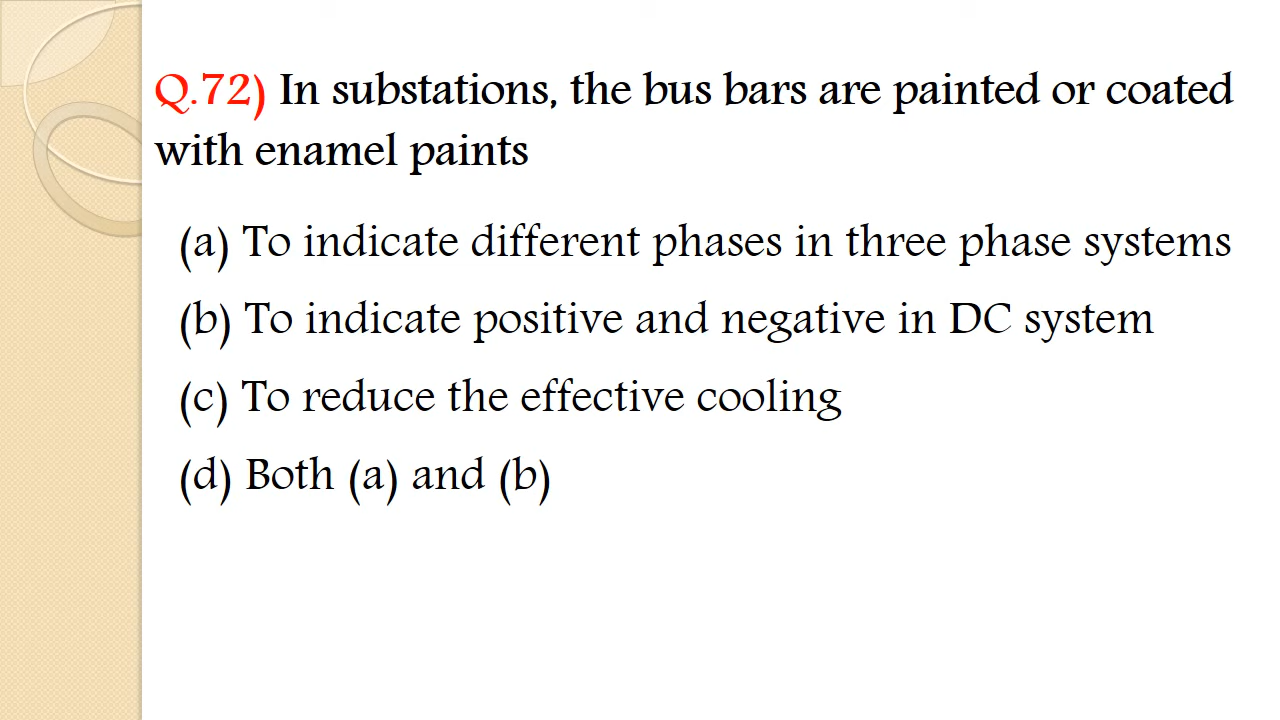 Q.72) In substations, the bus bars are painted or coated
with enamel paints
(a) To indicate different phases in three phase systems
(b) To indicate positive and negative in DC system
(c) To reduce the effective cooling
(d) Both (a) and (b)